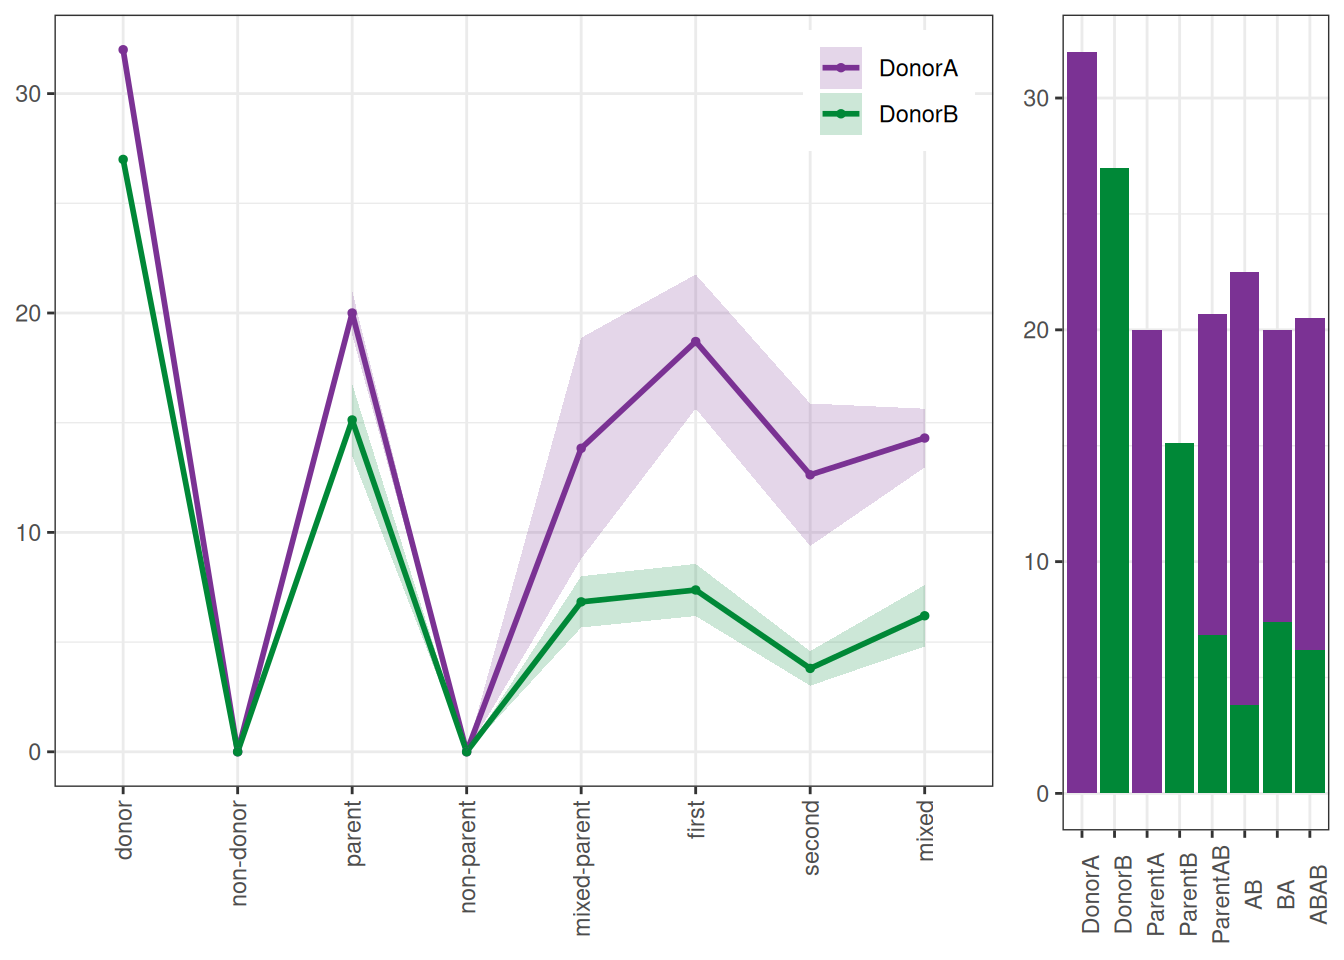 DonorA
DonorB
30
20
10
0
donor
non-donor
parent
non-parent
mixed-parent
first
second
mixed
30
20
10
0
DonorA
DonorB
ParentA
ParentB
ParentAB
AB
BA
ABAB